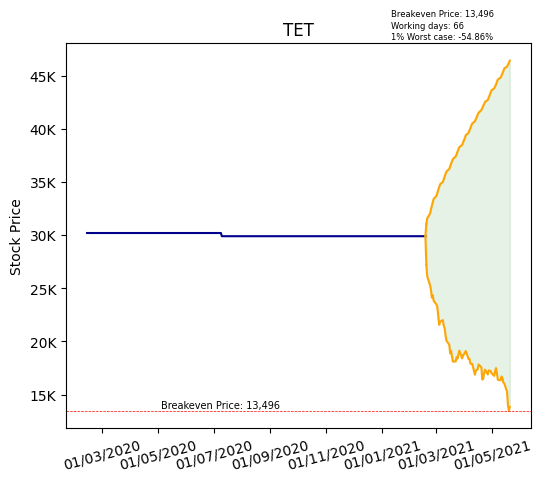 Breakeven Price: 13,496
Working days: 66
1% Worst case: -54.86%
TET
Stock Price
45K
40K
35K
30K
25K
20K
15K
Breakeven Price: 13,496
01/03/2020
01/05/2020
01/07/2020
01/09/2020
01/11/2020
01/01/2021
01/03/2021
01/05/2021